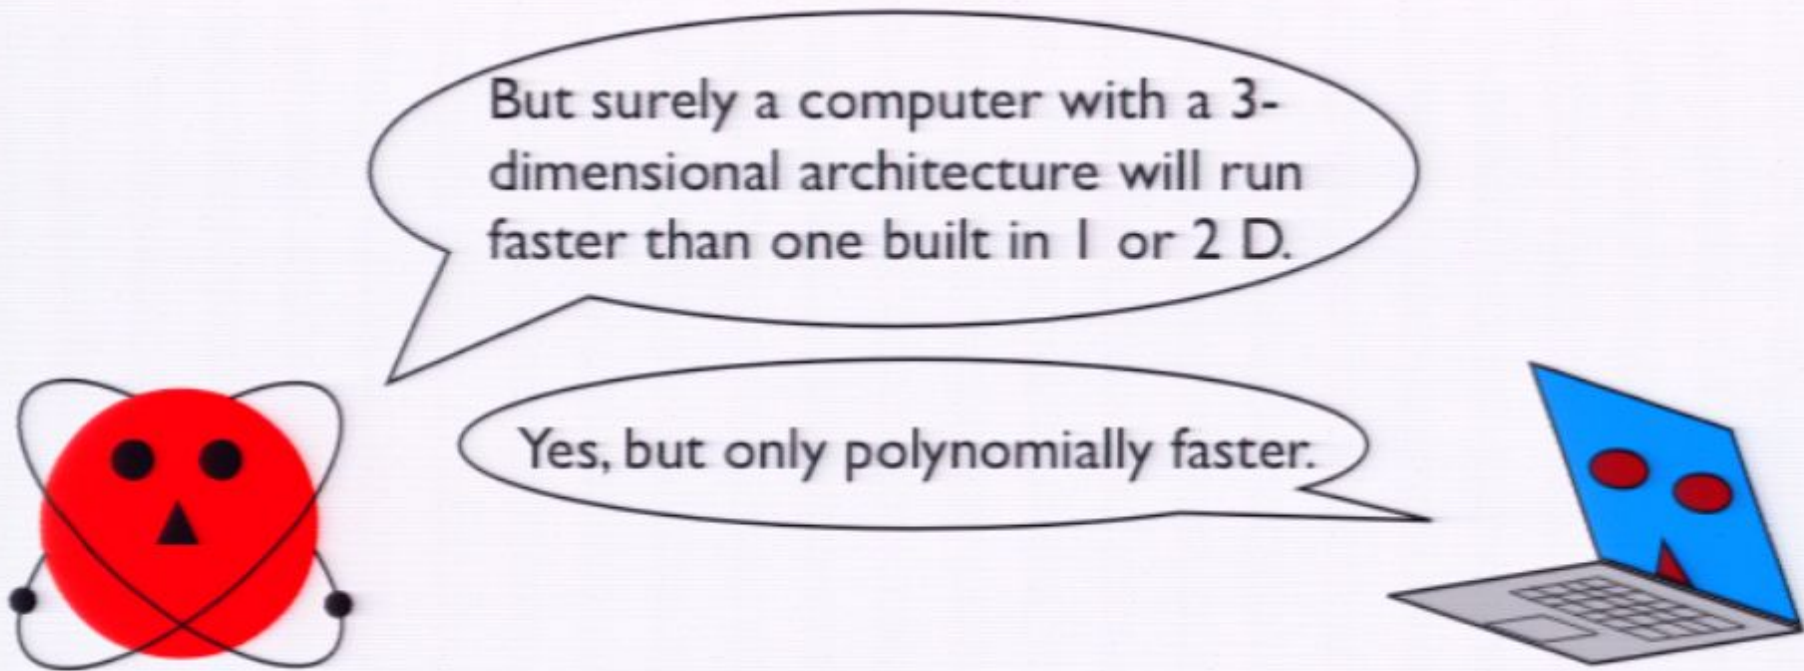 But surely a computer with a 3-
dimensional architecture will run
faster than one built in 1 or 2 D.
Yes, but only polynomially faster.